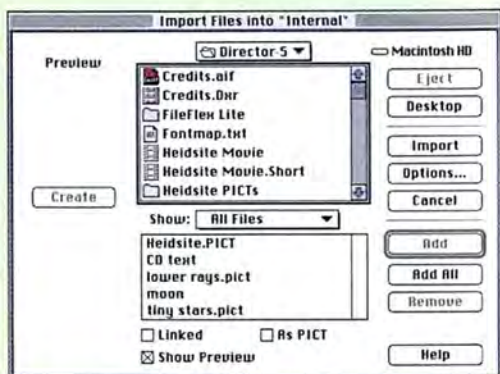 Import Files into "Internal"
Preview
Director 5
Macintosh HD
Credits.aif
Credits.Dxr
FileFlex Lite
Fontmap.txt
Heidsite Movie
Heidsite Movie.Short
Heidsite PICTs
Eject
Desktop
Import
Options...
Cancel
Create
Show: All Files
Add
Add All
Remove
Heidsite.PICT
CD text
lower rays.pict
moon
tiny stars.pict
Linked
As PICT
Show Preview
Help